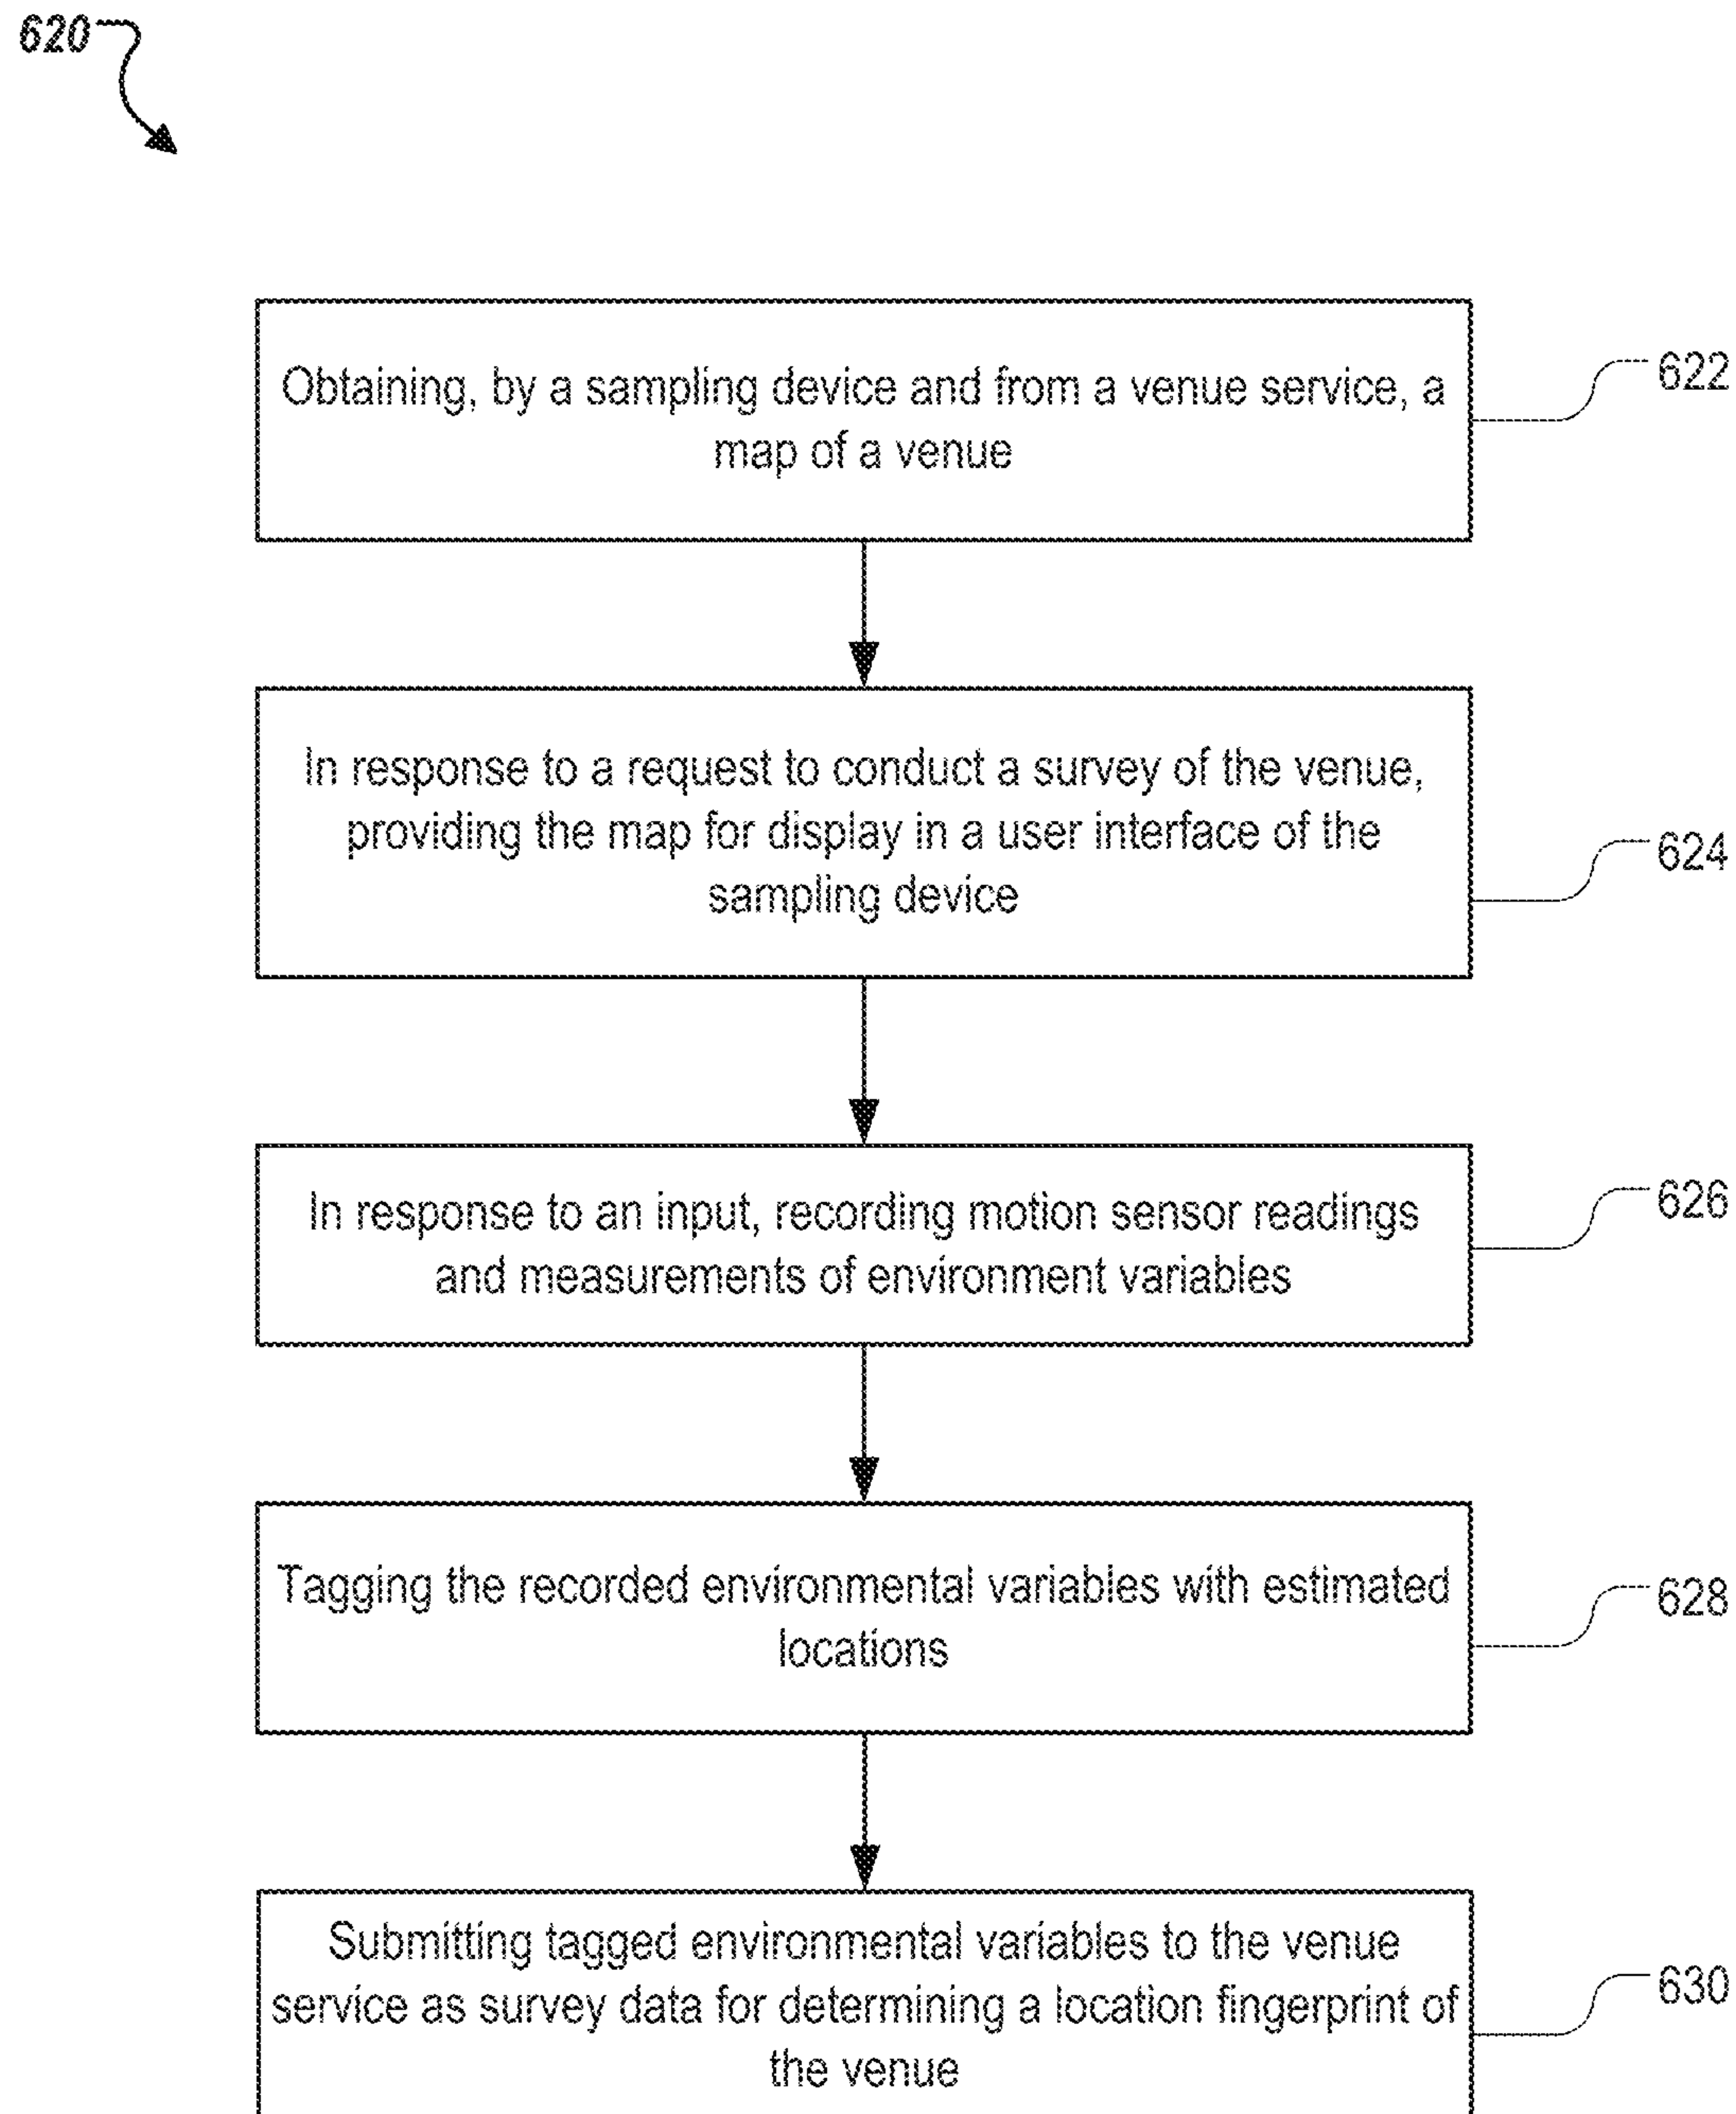 620
Obtaining, by a sampling device and from a venue service, a
map of a venue
622
In response to a request to conduct a survey of the venue,
providing the map for display in a user interface of the
sampling device
624
In response to an input, recording motion sensor readings
and measurements of environment variables
626
Tagging the recorded environmental variables with estimated
locations
628
Submitting tagged environmental variables to the venue
service as survey data for determining a location fingerprint of
the venue
630